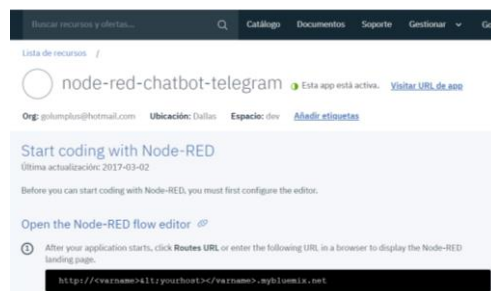 Buscar recursos y ofertas... Catálogo Documentos Soporte Gestionar
Lista de recursos /
node-red-chatbot-telegram Esta app está activa. Visitar URL de app
Org: golumplus@hotmail.com Ubicación: Dallas Espacio: dev Añadir etiquetas
Start coding with Node-RED
Última actualización: 2017-03-02
Before you can start coding with Node-RED, you must first configure the editor.
Open the Node-RED flow editor
1 After your application starts, click Routes URL or enter the following URL in a browser to display the Node-RED
landing page.
http://<varname>&lt;yourhost></varname>.mybluemix.net